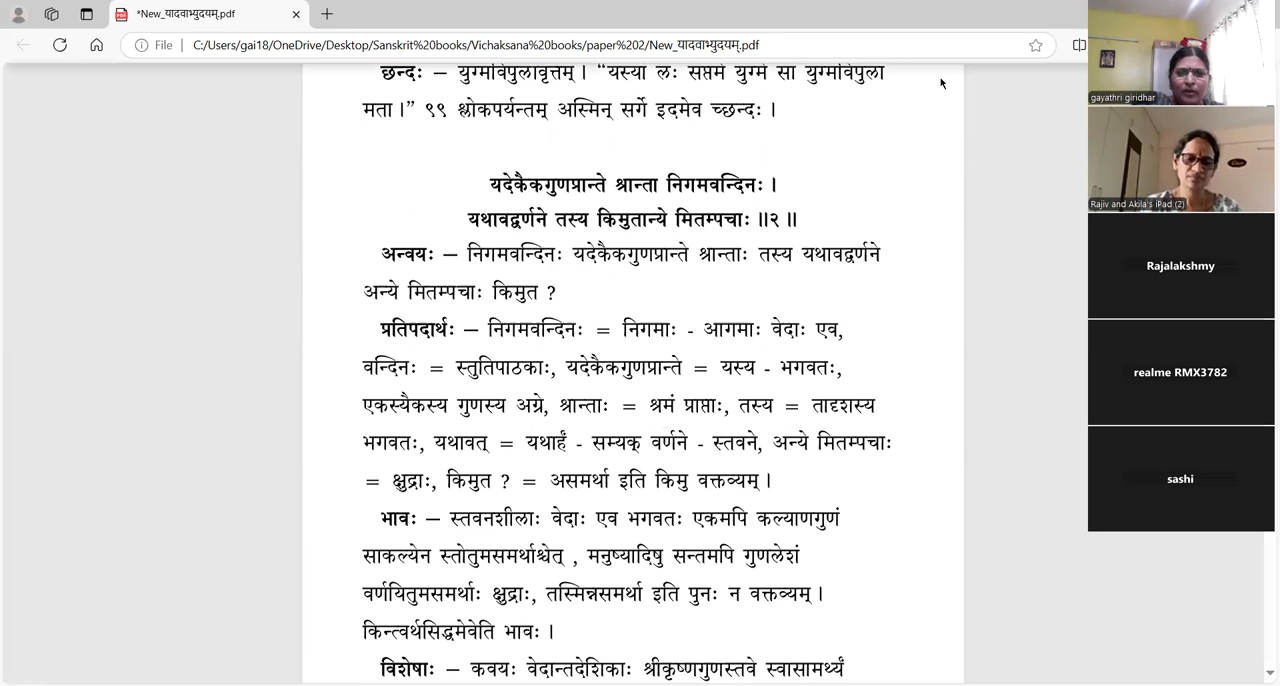 *New_यादवाभ्युदयम्.pdf
File
C:/Users/gai18/OneDrive/Desktop/Sanskrit%20books/Vichaksana%20books/paper%202/New_यादवाभ्युदयम्.pdf
छन्दः – युग्मविपुलावृत्तम् । “यस्या लः सप्तमे युग्मे सा युग्मविपुला
मता ।” ९९ श्लोकपर्यन्तम् अस्मिन् सर्गे इदमेव च्छन्दः ।
यदेकैकगुणप्रान्ते श्रान्ता निगमवन्दिनः ।
यथावद्वर्णने तस्य किमुतान्ये मितम्पचाः ॥२॥
अन्वयः – निगमवन्दिनः यदेकैकगुणप्रान्ते श्रान्ताः तस्य यथावद्वर्णने
अन्ये मितम्पचाः किमुत ?
प्रतिपदार्थः – निगमवन्दिनः = निगमाः - आगमाः वेदाः एव,
वन्दिनः = स्तुतिपाठकाः, यदेकैकगुणप्रान्ते = यस्य - भगवतः,
एकस्यैकस्य गुणस्य अग्रे, श्रान्ताः = श्रमं प्राप्ताः, तस्य = तादृशस्य
भगवतः, यथावत् = यथार्हं - सम्यक् वर्णने - स्तवने, अन्ये मितम्पचाः
= क्षुद्राः, किमुत ? = असमर्था इति किमु वक्तव्यम् ।
भावः – स्तवनशीलाः वेदाः एव भगवतः एकमपि कल्याणगुणं
साकल्येन स्तोतुमसमर्थाश्चेत् , मनुष्यादिषु सन्तमपि गुणलेशं
वर्णयितुमसमर्थाः क्षुद्राः, तस्मिन्नसमर्था इति पुनः न वक्तव्यम् ।
किन्त्वर्थसिद्धमेवेति भावः ।
विशेषाः – कवयः वेदान्तदेशिकाः श्रीकृष्णगुणस्तवे स्वासामर्थ्यं
gayathri giridhar
Rajiv and Akila's iPad (2)
Rajalakshmy
realme RMX3782
sashi